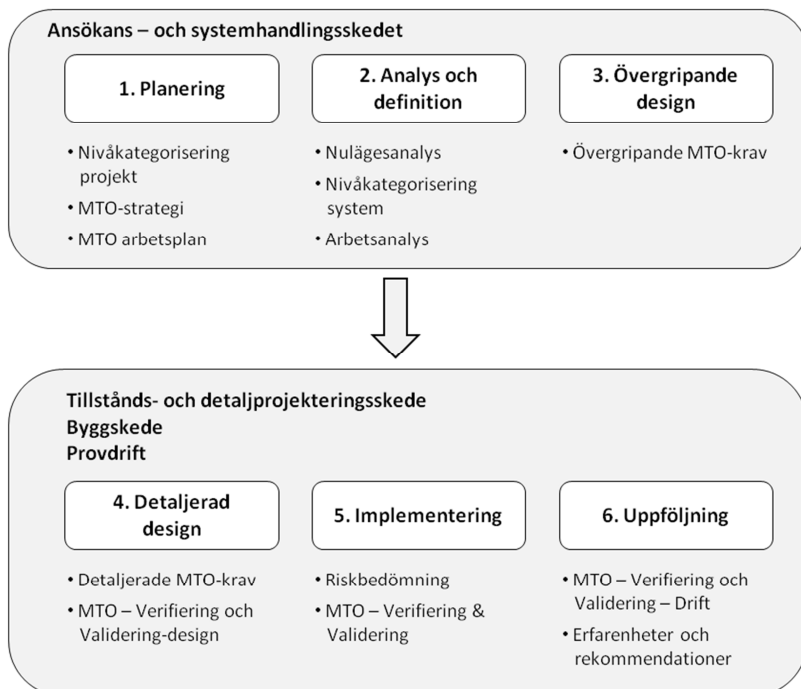 Ansökans – och systemhandlingsskedet
1. Planering
• Nivåkategorisering
projekt
• MTO-strategi
• MTO arbetsplan
2. Analys och
definition
• Nulägesanalys
• Nivåkategorisering
system
• Arbetsanalys
3. Övergripande
design
• Övergripande MTO-krav
Tillstånds- och detaljprojekteringsskede
Byggskede
Provdrift
4. Detaljerad
design
• Detaljerade MTO-krav
• MTO – Verifiering och
Validering-design
5. Implementering
• Riskbedömning
• MTO – Verifiering &
Validering
6. Uppföljning
• MTO – Verifiering och
Validering – Drift
• Erfarenheter och
rekommendationer